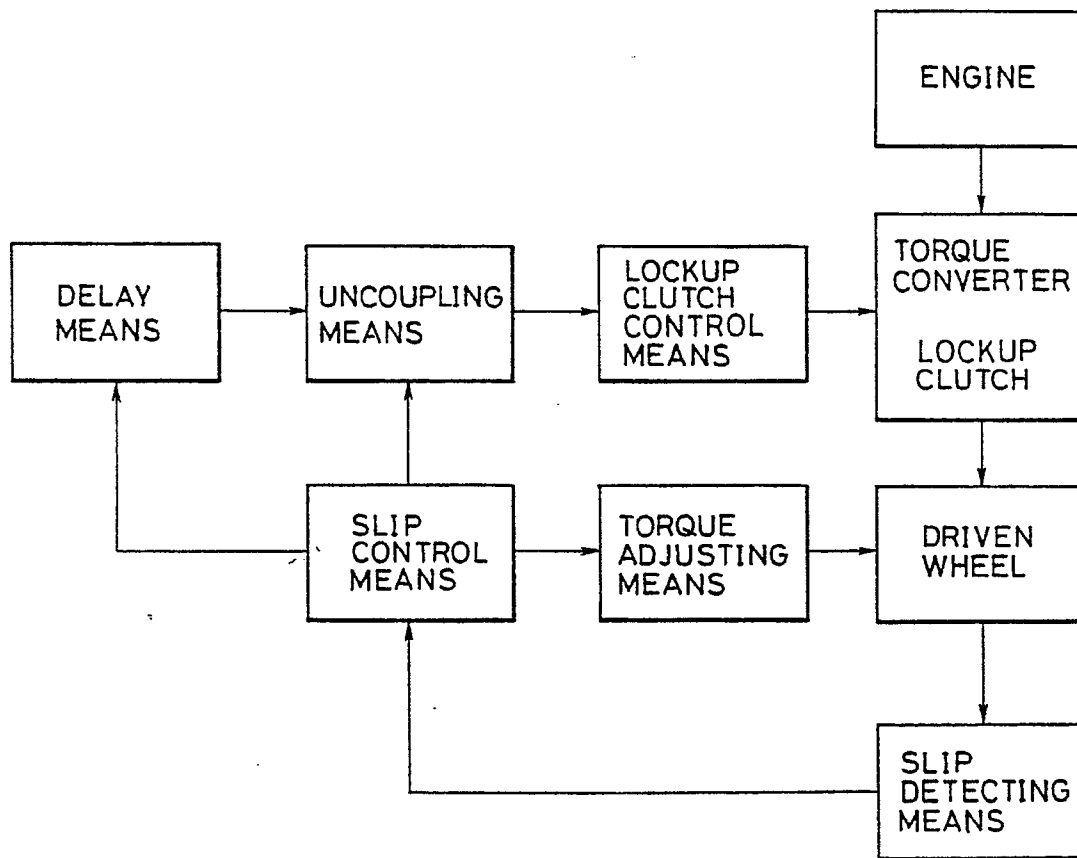 ENGINE
TORQUE
CONVERTER
LOCKUP
CLUTCH
DELAY
MEANS
UNCOUPLING
MEANS
LOCKUP
CLUTCH
CONTROL
MEANS
SLIP
CONTROL
MEANS
TORQUE
ADJUSTING
MEANS
DRIVEN
WHEEL
SLIP
DETECTING
MEANS